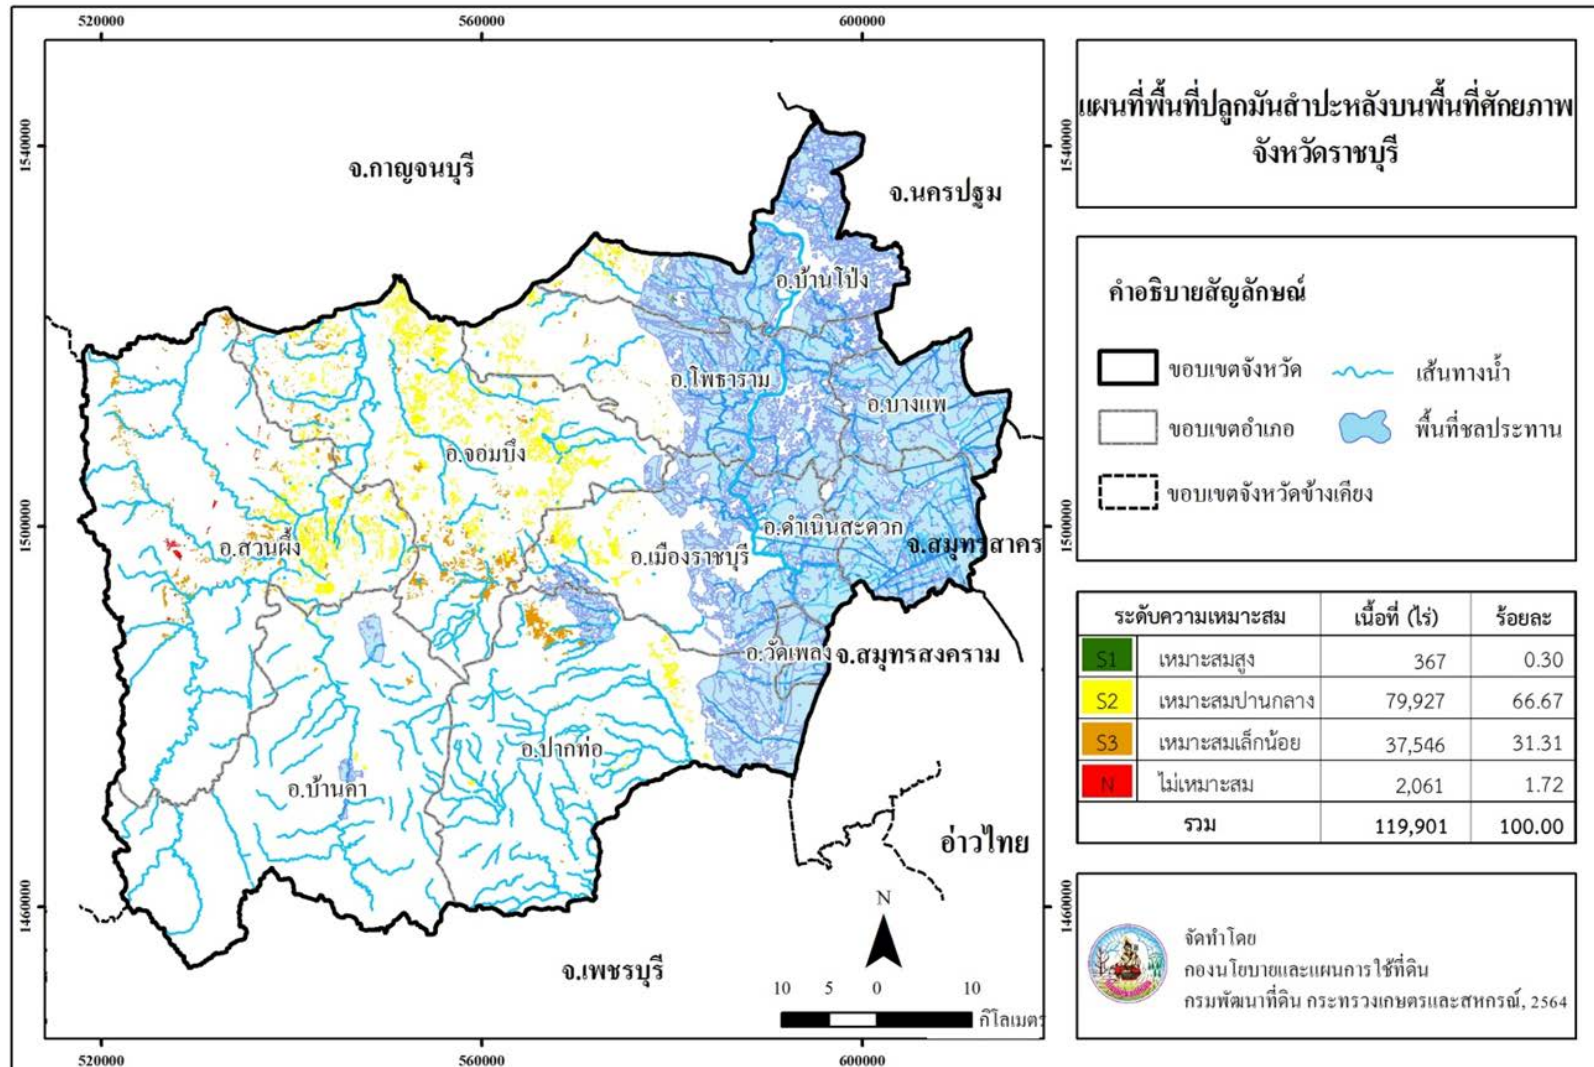 520000
560000
600000
1540000
1500000
1460000
1540000
1500000
1460000
จ.กาญจนบุรี
จ.นครปฐม
อ.บ้านโป่ง
อ.โพธาราม
อ.บางแพ
อ.จอมบึง
อ.ดำเนินสะดวก
อ.สวนผึ้ง
อ.เมืองราชบุรี
จ.สมุทรสาคร
อ.วัดเพลง
จ.สมุทรสงคราม
อ.ปากท่อ
อ.บ้านคา
อ่าวไทย
จ.เพชรบุรี
N
10 5 0 10
กิโลเมตร
520000
560000
600000
แผนที่พื้นที่ปลูกมันสำปะหลังบนพื้นที่ศักยภาพ
จังหวัดราชบุรี
คำอธิบายสัญลักษณ์
ขอบเขตจังหวัด
เส้นทางน้ำ
ขอบเขตอำเภอ
พื้นที่ชลประทาน
ขอบเขตจังหวัดข้างเคียง
ระดับความเหมาะสม เนื้อที่ (ไร่) ร้อยละ
S1 เหมาะสมสูง 367 0.30
S2 เหมาะสมปานกลาง 79,927 66.67
S3 เหมาะสมเล็กน้อย 37,546 31.31
N ไม่เหมาะสม 2,061 1.72
รวม 119,901 100.00
จัดทำโดย
กองนโยบายและแผนการใช้ที่ดิน
กรมพัฒนาที่ดิน กระทรวงเกษตรและสหกรณ์, 2564